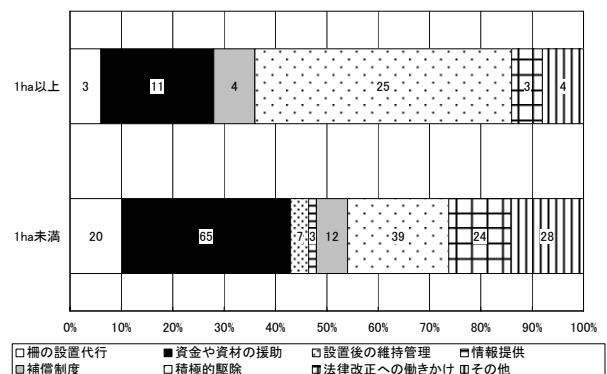 1ha以上
3 11 4 25 3 4
1ha未満
20 65 7 3 12 39 24 28
0% 10% 20% 30% 40% 50% 60% 70% 80% 90% 100%
□柵の設置代行 ■資金や資材の援助 設置後の維持管理 情報提供
補償制度 積極的駆除 法律改正への働きかけ その他